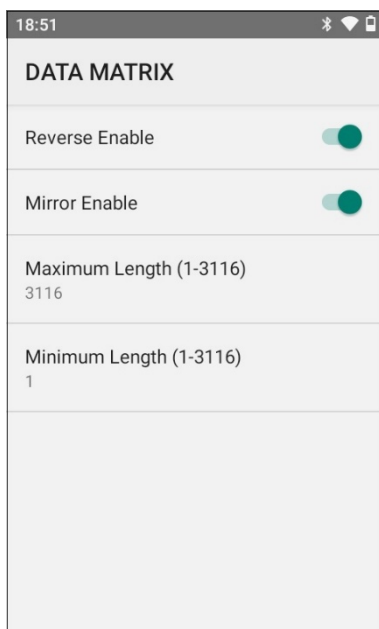 18:51
DATA MATRIX
Reverse Enable
Mirror Enable
Maximum Length (1-3116)
3116
Minimum Length (1-3116)
1